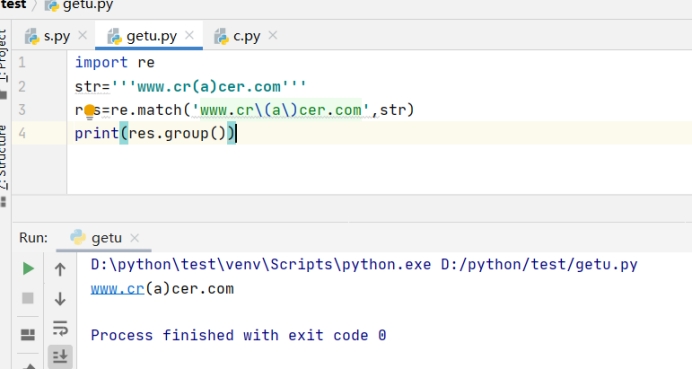 test > getu.py
s.py × getu.py × c.py ×
1: Project
7: Structure
1 import re
2 str='''www.cr(a)cer.com'''
3 res=re.match('www.cr\(a\)cer.com',str)
4 print(res.group())
Run: getu ×
D:\python\test\venv\Scripts\python.exe D:/python/test/getu.py
www.cr(a)cer.com
Process finished with exit code 0